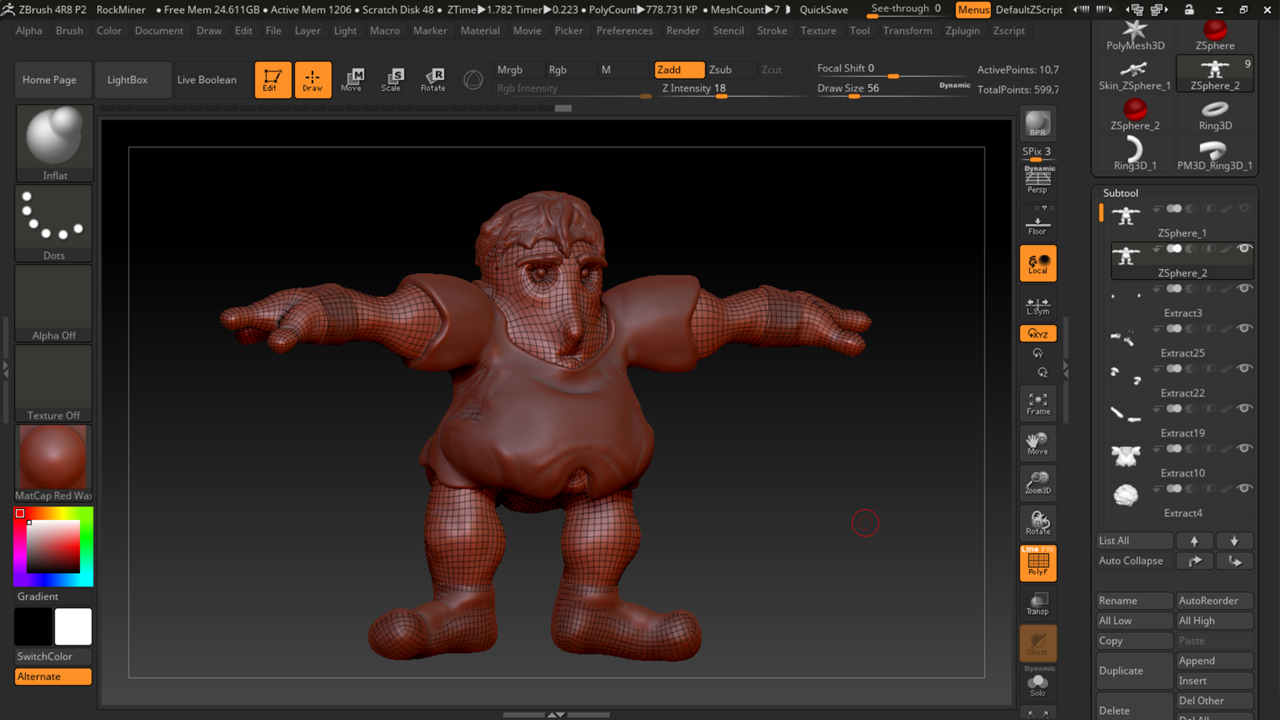 ZBrush 4R8 P2 RockMiner • Free Mem 24.611GB • Active Mem 1206 • Scratch Disk 48 • ZTime▶1.782 Timer▶0.223 • PolyCount▶778.731 KP • MeshCount▶7 QuickSave See-through 0 Menus DefaultZScript
Alpha Brush Color Document Draw Edit File Layer Light Macro Marker Material Movie Picker Preferences Render Stencil Stroke Texture Tool Transform Zplugin Zscript
Home Page LightBox Live Boolean Edit Draw Move Scale Rotate
Mrgb Rgb M Zadd Zsub Zcut Focal Shift 0 ActivePoints: 10,7
Rgb Intensity Z Intensity 18 Draw Size 56 Dynamic TotalPoints: 599,7
Inflat
Dots
Alpha Off
Texture Off
MatCap Red Wax
Gradient
SwitchColor
Alternate
BPR
SPix 3
Dynamic
Persp
Floor
Local
L.Sym
XYZ
Y
Z
Frame
Move
Zoom3D
Rotate
Line Fill
PolyF
Transp
Ghost
Dynamic
Solo
PolyMesh3D ZSphere
9
Skin_ZSphere_1 ZSphere_2
ZSphere_2 Ring3D
Ring3D_1 PM3D_Ring3D_1
Subtool
ZSphere_1
ZSphere_2
Extract3
Extract25
Extract22
Extract19
Extract10
Extract4
List All
Auto Collapse
Rename AutoReorder
All Low All High
Copy Paste
Duplicate Append
Insert
Delete Del Other